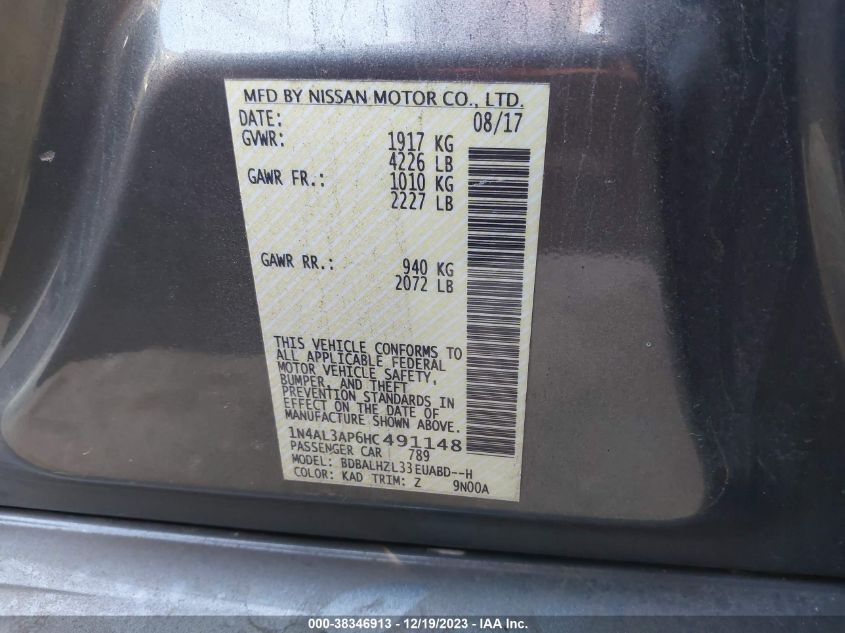 MFD BY NISSAN MOTOR CO., LTD.
DATE: 08/17
GVWR: 1917 KG
4226 LB
GAWR FR.: 1010 KG
2227 LB
GAWR RR.: 940 KG
2072 LB
THIS VEHICLE CONFORMS TO
ALL APPLICABLE FEDERAL
MOTOR VEHICLE SAFETY,
BUMPER, AND THEFT
PREVENTION STANDARDS IN
EFFECT ON THE DATE OF
MANUFACTURE SHOWN ABOVE.
1N4AL3AP6HC491148
PASSENGER CAR 789
MODEL: BDBALHZL33EUABD--H
COLOR: KAD TRIM: Z 9N00A
000-38346913 - 12/19/2023 - IAA Inc.